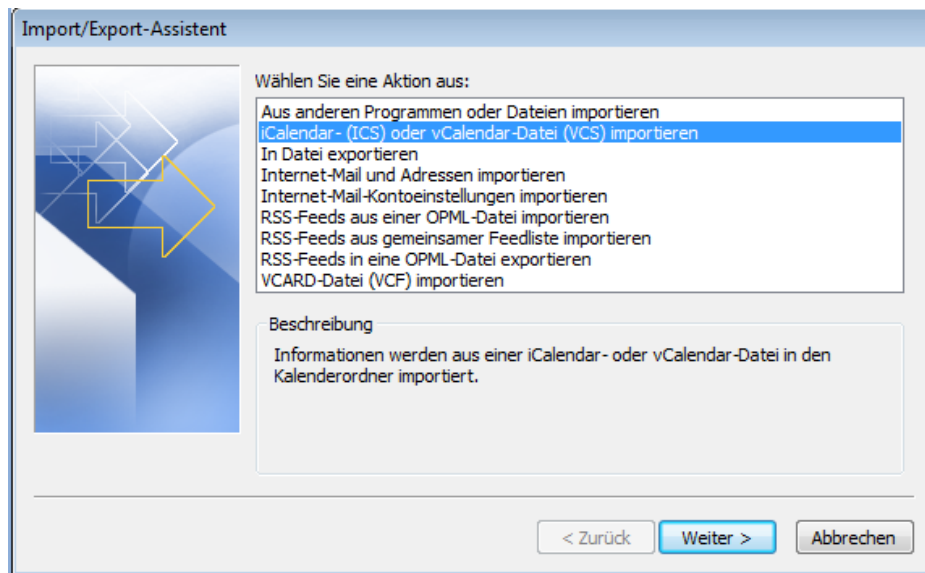 Import/Export-Assistent
Wählen Sie eine Aktion aus:
Aus anderen Programmen oder Dateien importieren
iCalendar- (ICS) oder vCalendar-Datei (VCS) importieren
In Datei exportieren
Internet-Mail und Adressen importieren
Internet-Mail-Kontoeinstellungen importieren
RSS-Feeds aus einer OPML-Datei importieren
RSS-Feeds aus gemeinsamer Feedliste importieren
RSS-Feeds in eine OPML-Datei exportieren
VCARD-Datei (VCF) importieren
Beschreibung
Informationen werden aus einer iCalendar- oder vCalendar-Datei in den
Kalenderordner importiert.
< Zurück Weiter > Abbrechen